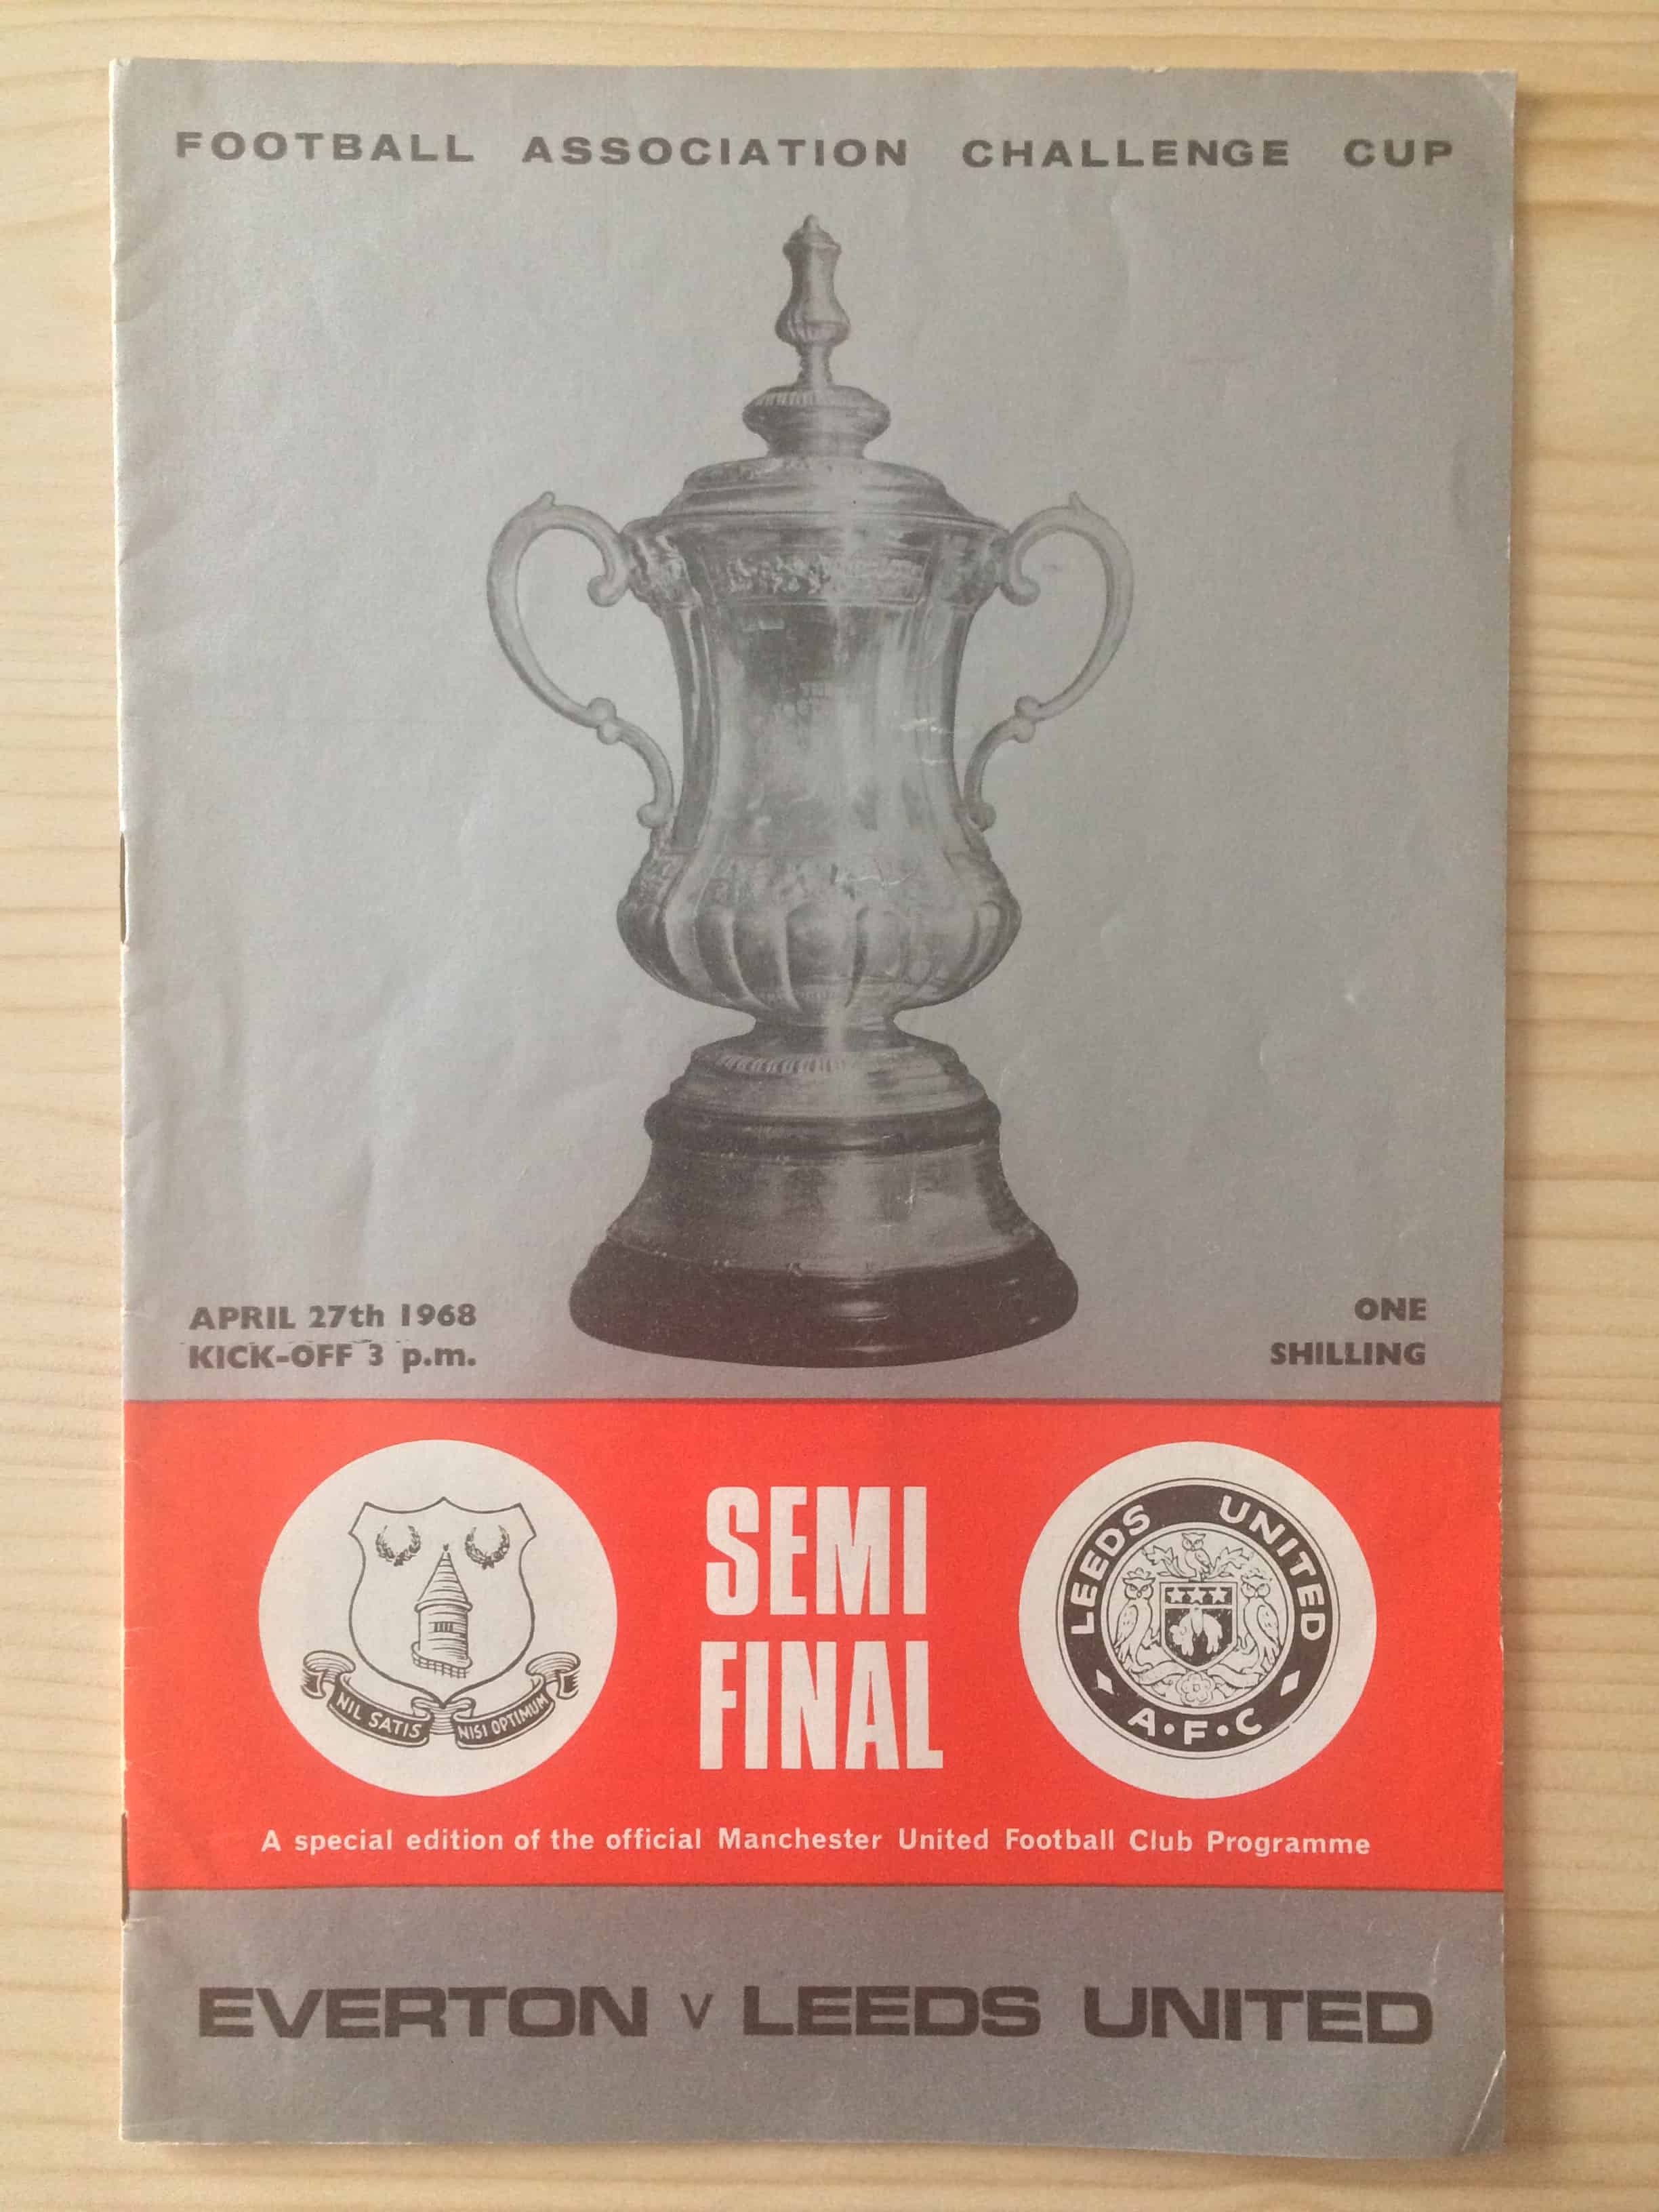 FOOTBALL ASSOCIATION CHALLENGE CUP
APRIL 27th 1968
KICK-OFF 3 p.m.
ONE
SHILLING
SEMI
FINAL
NIL SATIS NISI OPTIMUM
LEEDS UNITED
A·F·C
A special edition of the official Manchester United Football Club Programme
EVERTON v LEEDS UNITED